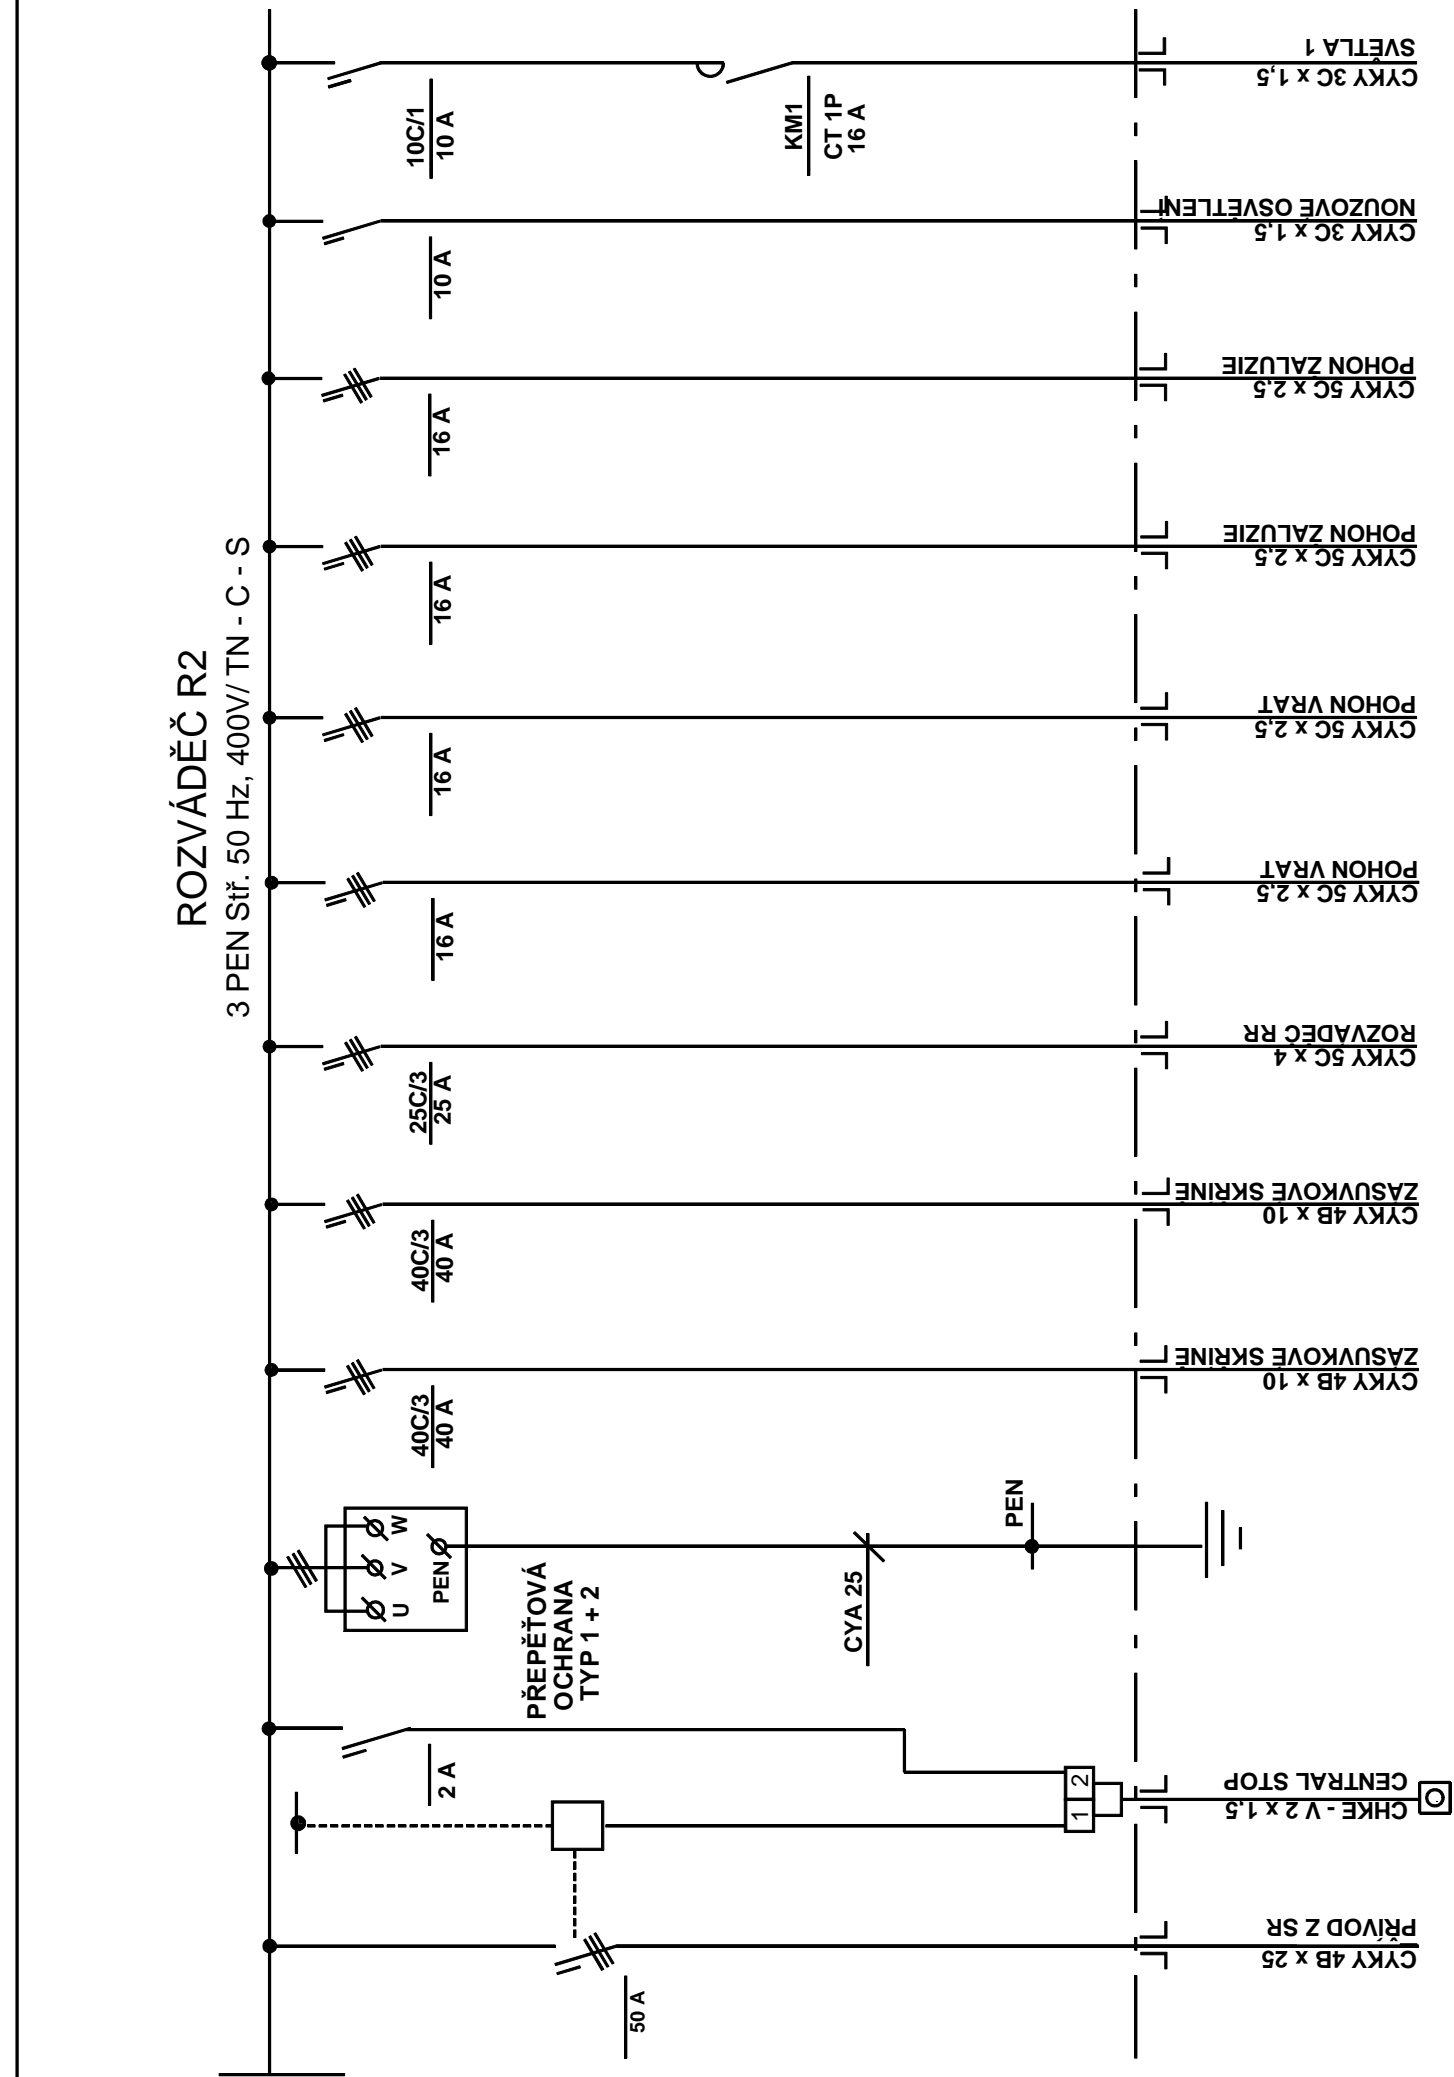 ROZVÁDĚČ R2
3 PEN Stř. 50 Hz, 400V/ TN - C - S
50 A
CYKY 4B x 25
PŘÍVOD Z SR
2 A
1
2
CHKE - V 2 x 1,5
CENTRAL STOP
U
V
W
PEN
PŘEPĚŤOVÁ
OCHRANA
TYP 1 + 2
CYA 25
PEN
40C/3
40 A
CYKY 4B x 10
ZÁSUVKOVÉ SKŘÍNĚ
40C/3
40 A
CYKY 4B x 10
ZÁSUVKOVÉ SKŘÍNĚ
25C/3
25 A
CYKY 5C x 4
ROZVÁDĚČ RR
16 A
CYKY 5C x 2,5
POHON VRAT
16 A
CYKY 5C x 2,5
POHON VRAT
16 A
CYKY 5C x 2,5
POHON ŽALUZIE
16 A
CYKY 5C x 2,5
POHON ŽALUZIE
10 A
CYKY 3C x 1,5
NOUZOVÉ OSVĚTLENÍ
10C/1
10 A
KM1
CT 1P
16 A
CYKY 3C x 1,5
SVĚTLA 1